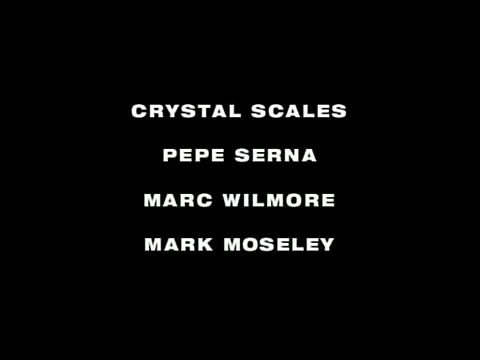 CRYSTAL SCALES
PEPE SERNA
MARC WILMORE
MARK MOSELEY